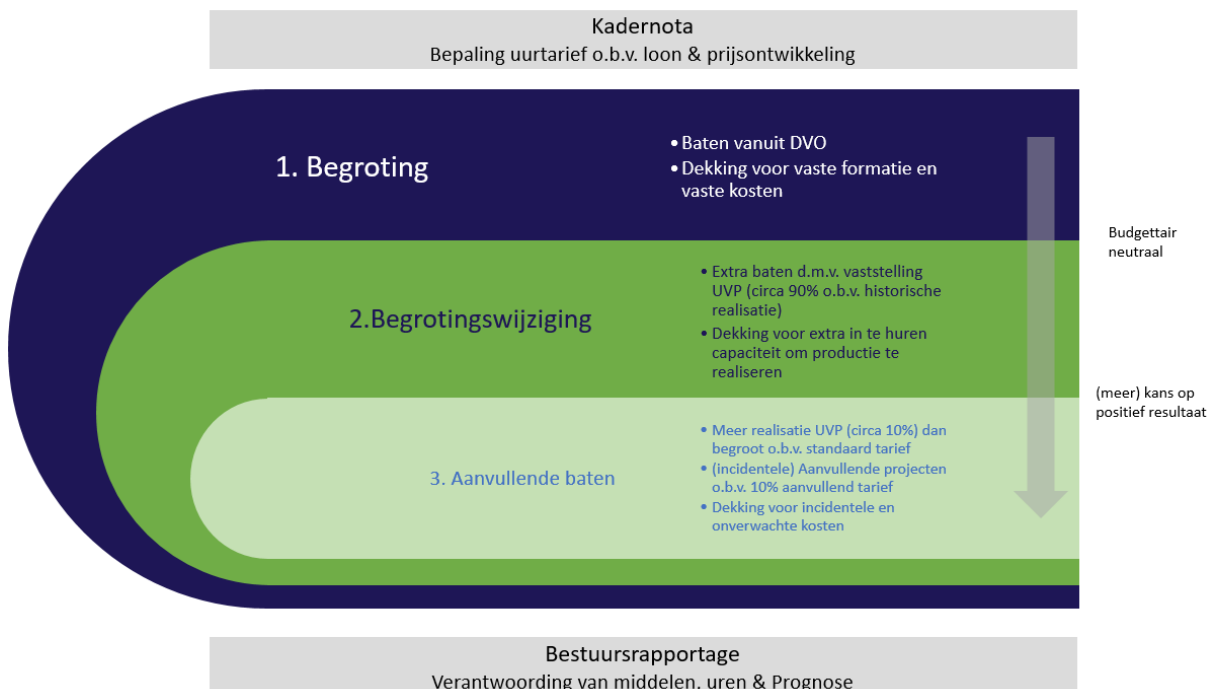 Kadernota
Bepaling uurtarief o.b.v. loon & prijsontwikkeling
1. Begroting
• Baten vanuit DVO
• Dekking voor vaste formatie en
vaste kosten
Budgettair
neutraal
2.Begrotingswijziging
• Extra baten d.m.v. vaststelling
UVP (circa 90% o.b.v. historische
realisatie)
• Dekking voor extra in te huren
capaciteit om productie te
realiseren
(meer) kans op
positief resultaat
3. Aanvullende baten
• Meer realisatie UVP (circa 10%) dan
begroot o.b.v. standaard tarief
• (incidentele) Aanvullende projecten
o.b.v. 10% aanvullend tarief
• Dekking voor incidentele en
onverwachte kosten
Bestuursrapportage
Verantwoording van middelen, uren & Prognose